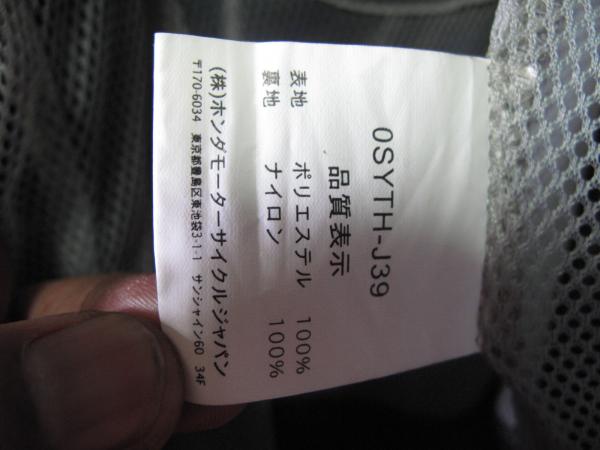 0SYTH-J39
品質表示
表地 ポリエステル 100%
裏地 ナイロン 100%
(株)ホンダモーターサイクルジャパン
〒170-6034 東京都豊島区東池袋3-1-1 サンシャイン60 34F